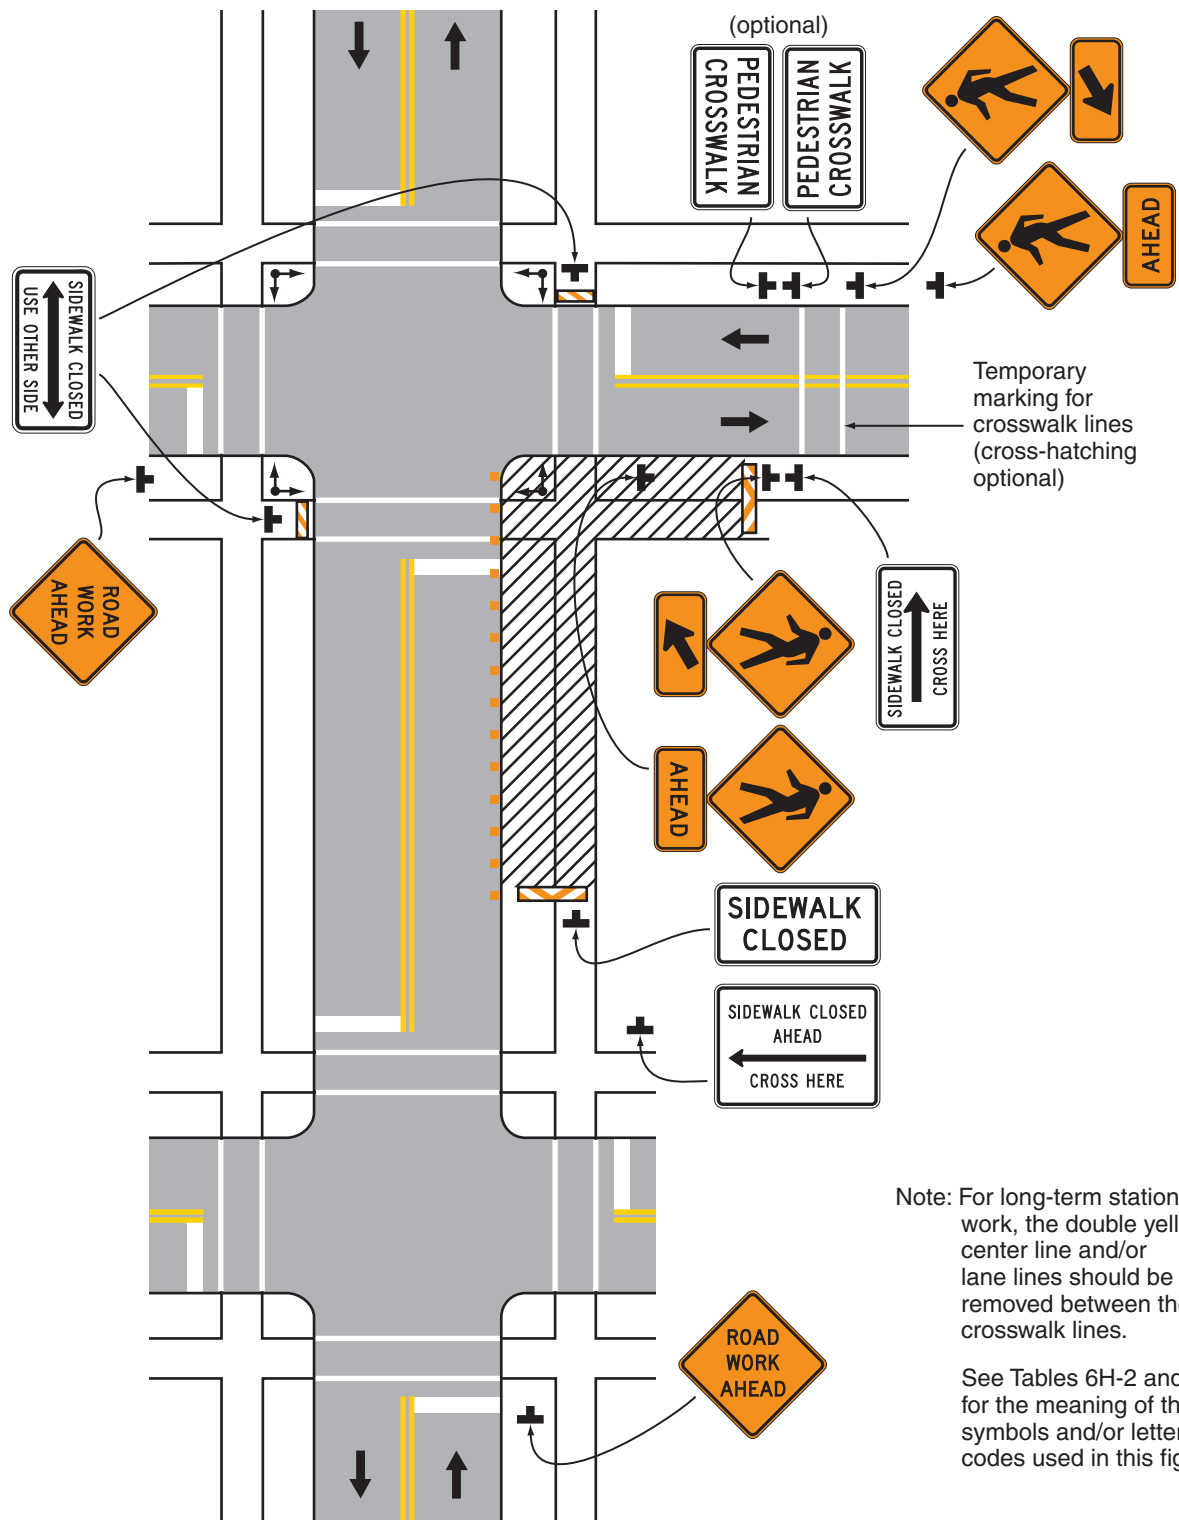 (optional)
PEDESTRIAN
CROSSWALK
PEDESTRIAN
CROSSWALK
AHEAD
SIDEWALK CLOSED
USE OTHER SIDE
Temporary
marking for
crosswalk lines
(cross-hatching
optional)
ROAD
WORK
AHEAD
SIDEWALK CLOSED
CROSS HERE
AHEAD
SIDEWALK
CLOSED
SIDEWALK CLOSED
AHEAD
CROSS HERE
Note: For long-term station
work, the double yell
center line and/or
lane lines should be
removed between the
crosswalk lines.
ROAD
WORK
AHEAD
See Tables 6H-2 and
for the meaning of th
symbols and/or letter
codes used in this fig